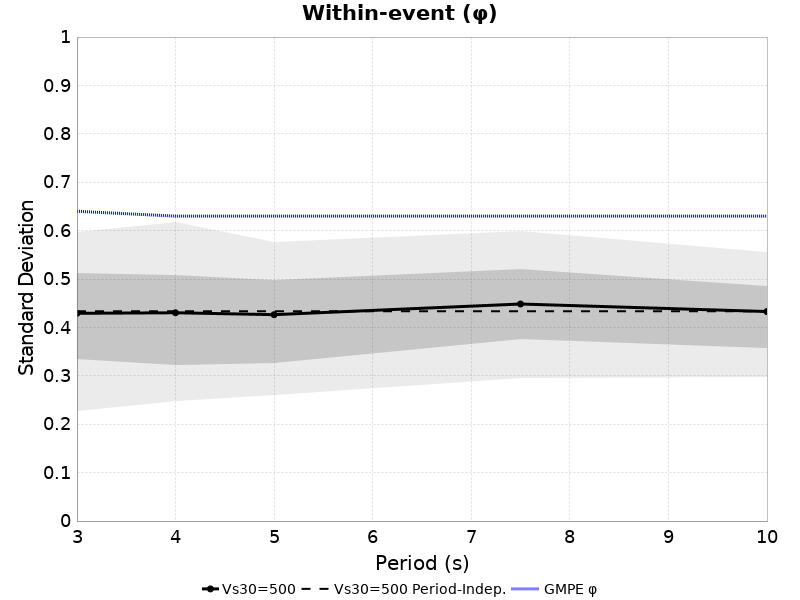 Within-event (φ)
Standard Deviation
1
0.9
0.8
0.7
0.6
0.5
0.4
0.3
0.2
0.1
0
3 4 5 6 7 8 9 10
Period (s)
Vs30=500 Vs30=500 Period-Indep. GMPE φ